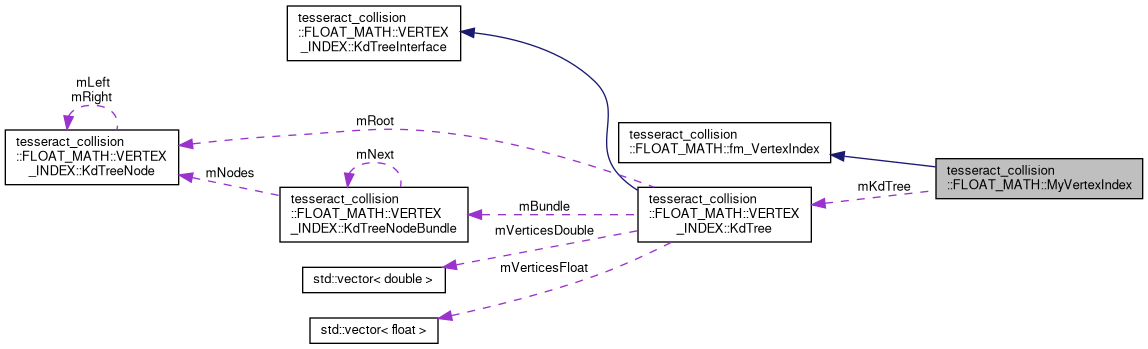 tesseract_collision
::FLOAT_MATH::VERTEX
_INDEX::KdTreeInterface
mLeft
mRight
tesseract_collision
::FLOAT_MATH::VERTEX
_INDEX::KdTreeNode
mRoot
mNodes
mNext
tesseract_collision
::FLOAT_MATH::VERTEX
_INDEX::KdTreeNodeBundle
mBundle
mVerticesDouble
std::vector< double >
mVerticesFloat
std::vector< float >
tesseract_collision
::FLOAT_MATH::fm_VertexIndex
tesseract_collision
::FLOAT_MATH::VERTEX
_INDEX::KdTree
mKdTree
tesseract_collision
::FLOAT_MATH::MyVertexIndex